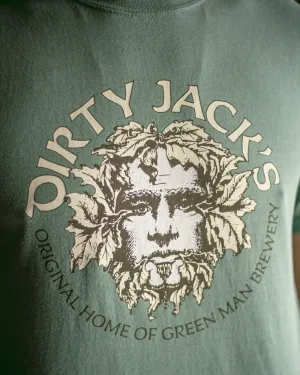 DIRTY JACK'S
ORIGINAL HOME OF GREEN MAN BREWERY